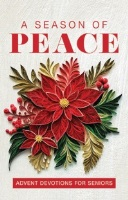 A SEASON OF
PEACE
ADVENT DEVOTIONS FOR SENIORS